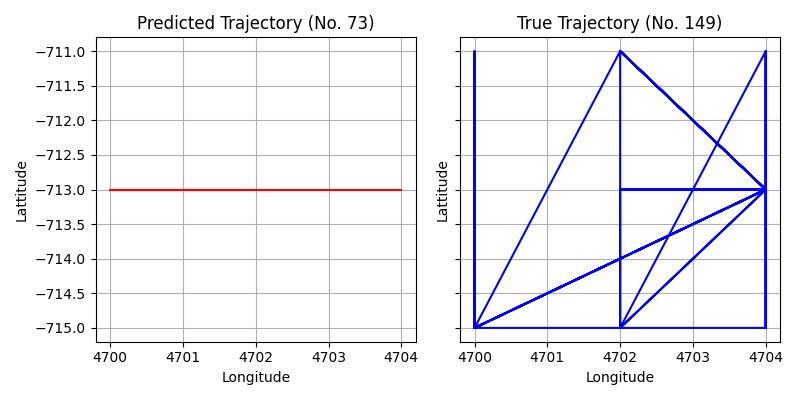 Predicted Trajectory (No. 73)
True Trajectory (No. 149)
−711.0
−711.5
−712.0
−712.5
−713.0
−713.5
−714.0
−714.5
−715.0
Lattitude
Lattitude
4700 4701 4702 4703 4704
4700 4701 4702 4703 4704
Longitude
Longitude